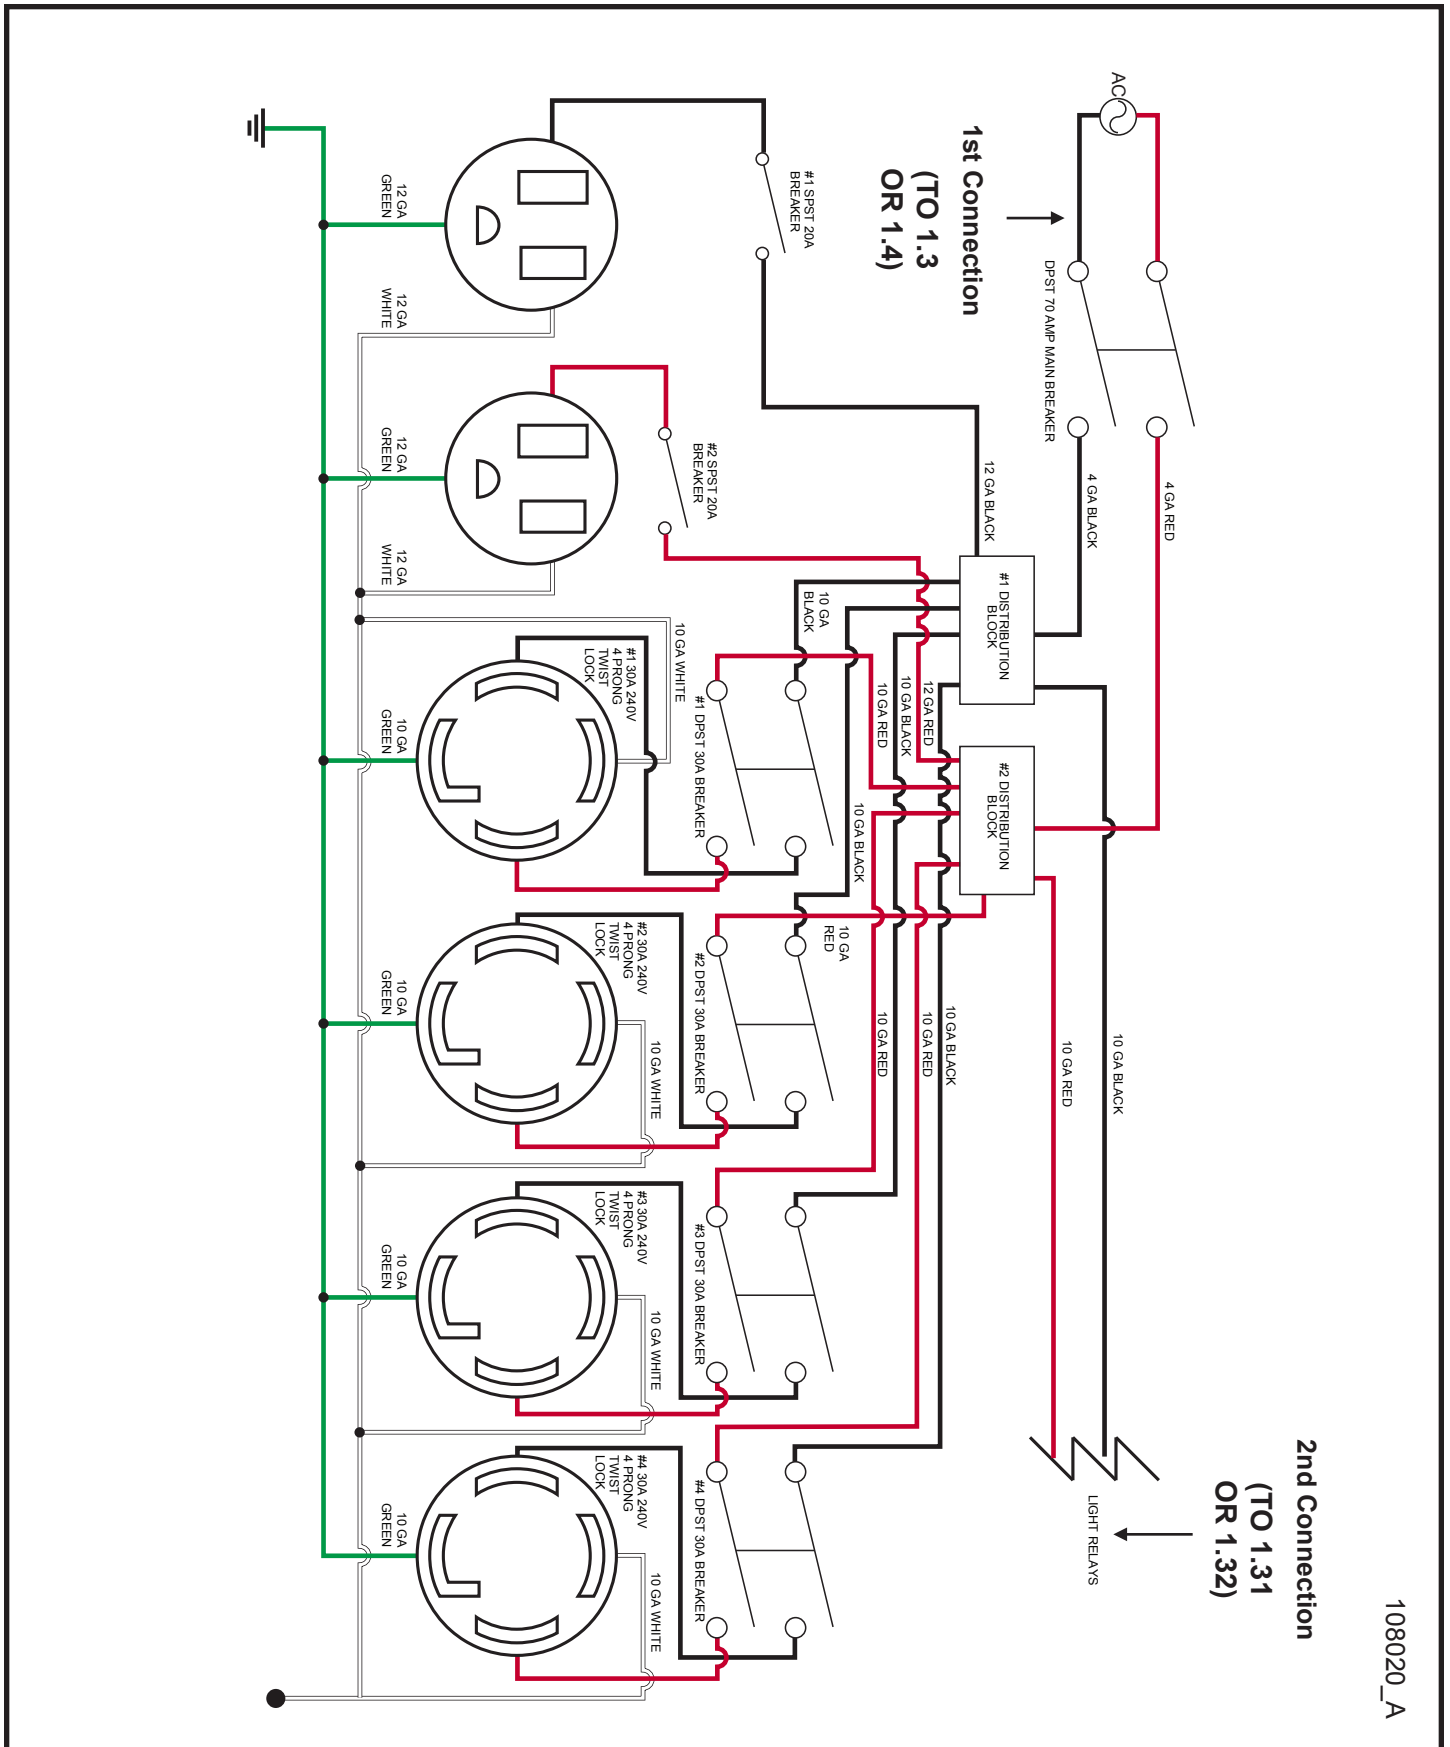 108020_A
AC
1st Connection
(TO 1.3
OR 1.4)
DPST 70 AMP MAIN BREAKER
4 GA RED
4 GA BLACK
2nd Connection
(TO 1.31
OR 1.32)
LIGHT RELAYS
10 GA BLACK
10 GA RED
#1 DISTRIBUTION
BLOCK
#2 DISTRIBUTION
BLOCK
12 GA BLACK
#1 SPST 20A
BREAKER
#2 SPST 20A
BREAKER
10 GA
BLACK
12 GA RED
10 GA BLACK
10 GA RED
10 GA BLACK
10 GA
RED
10 GA BLACK
10 GA RED
10 GA RED
#1 DPST 30A BREAKER
#2 DPST 30A BREAKER
#3 DPST 30A BREAKER
#4 DPST 30A BREAKER
10 GA WHITE
#1 30A 240V
4 PRONG
TWIST
LOCK
#2 30A 240V
4 PRONG
TWIST
LOCK
10 GA WHITE
#3 30A 240V
4 PRONG
TWIST
LOCK
10 GA WHITE
#4 30A 240V
4 PRONG
TWIST
LOCK
10 GA WHITE
12 GA
GREEN
12 GA
WHITE
12 GA
GREEN
12 GA
WHITE
10 GA
GREEN
10 GA
GREEN
10 GA
GREEN
10 GA
GREEN